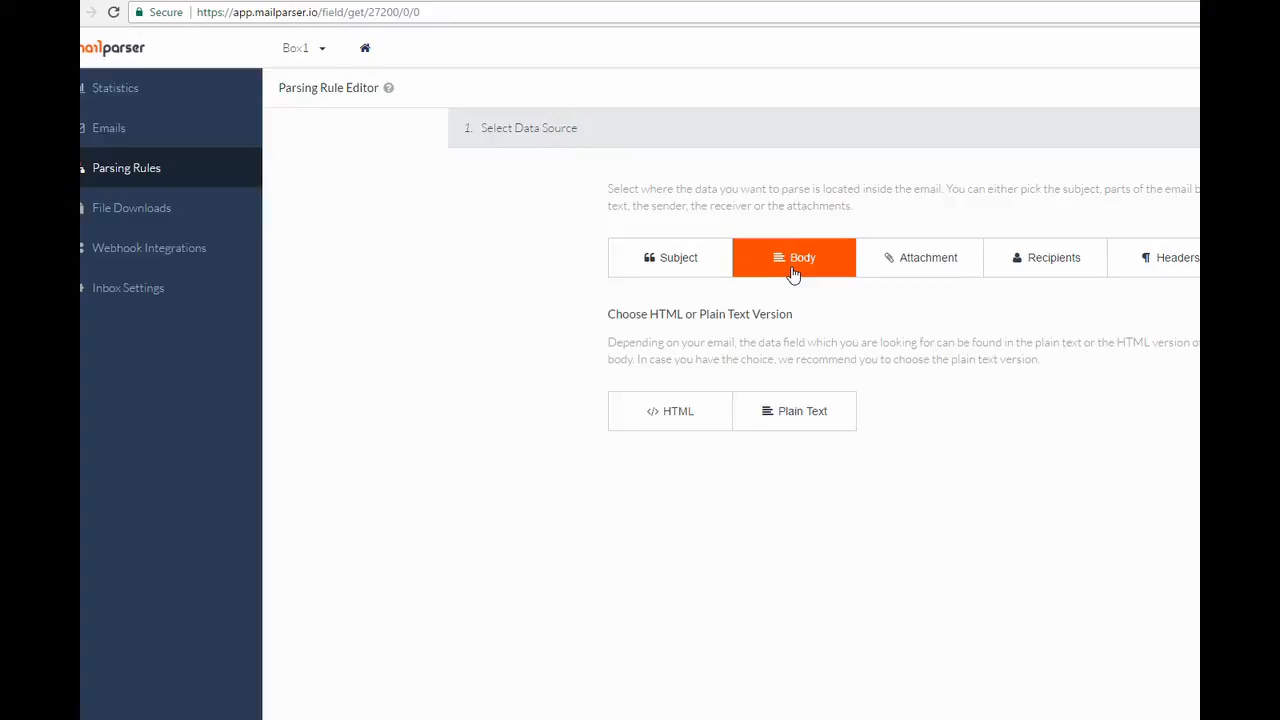 Secure https://app.mailparser.io/field/get/27200/0/0
mailparser
Box1
Statistics
Parsing Rule Editor
Emails
1. Select Data Source
Parsing Rules
Select where the data you want to parse is located inside the email. You can either pick the subject, parts of the email b
text, the sender, the receiver or the attachments.
File Downloads
Webhook Integrations
Subject Body Attachment Recipients Headers
Inbox Settings
Choose HTML or Plain Text Version
Depending on your email, the data field which you are looking for can be found in the plain text or the HTML version of
body. In case you have the choice, we recommend you to choose the plain text version.
</> HTML Plain Text